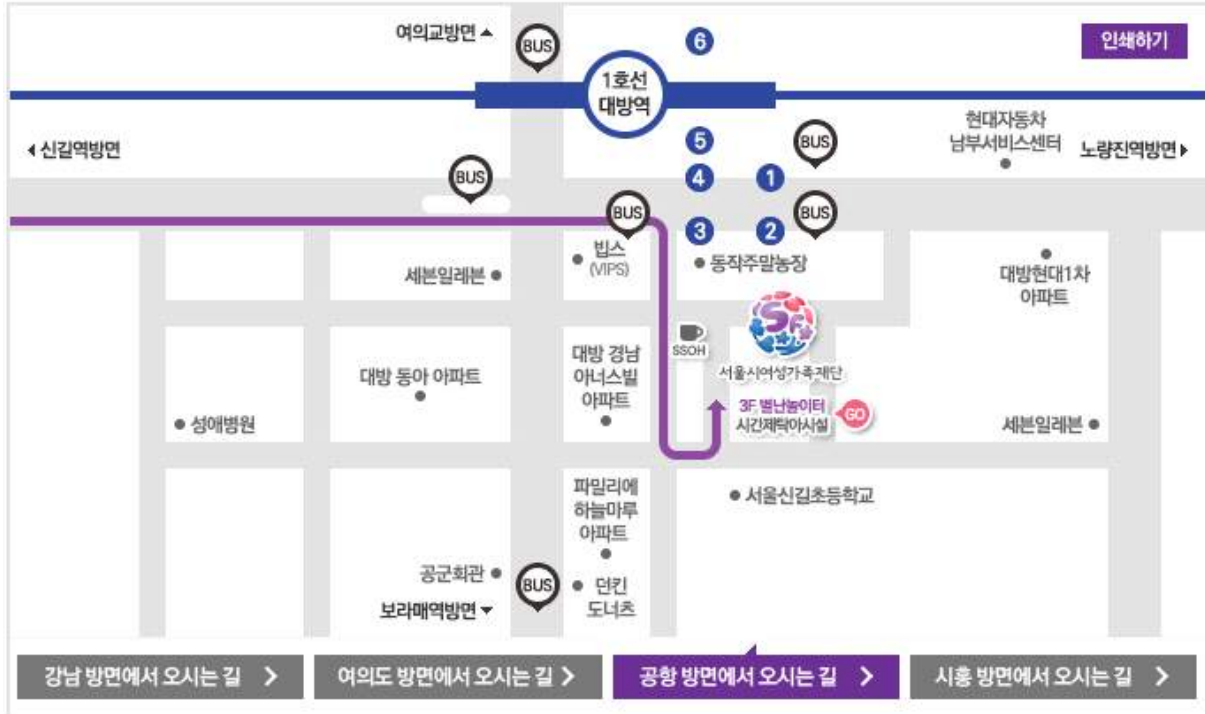 여의교방면 ▲
BUS
6
인쇄하기
1호선
대방역
◀ 신길역방면
5
BUS
현대자동차
남부서비스센터
노량진역방면 ▶
BUS
4
1
BUS
3
2
BUS
빕스
(VIPS)
동작주말농장
세븐일레븐
대방현대1차
아파트
SF
SSOH
서울시여성가족재단
대방 경남
아너스빌
아파트
대방 동아 아파트
3F 별난놀이터
시간제탁아시설
GO
성애병원
세븐일레븐
파밀리에
하늘마루
아파트
서울신길초등학교
공군회관
BUS
던킨
도너츠
보라매역방면 ▼
강남 방면에서 오시는 길 >
여의도 방면에서 오시는 길 >
공항 방면에서 오시는 길 >
시흥 방면에서 오시는 길 >